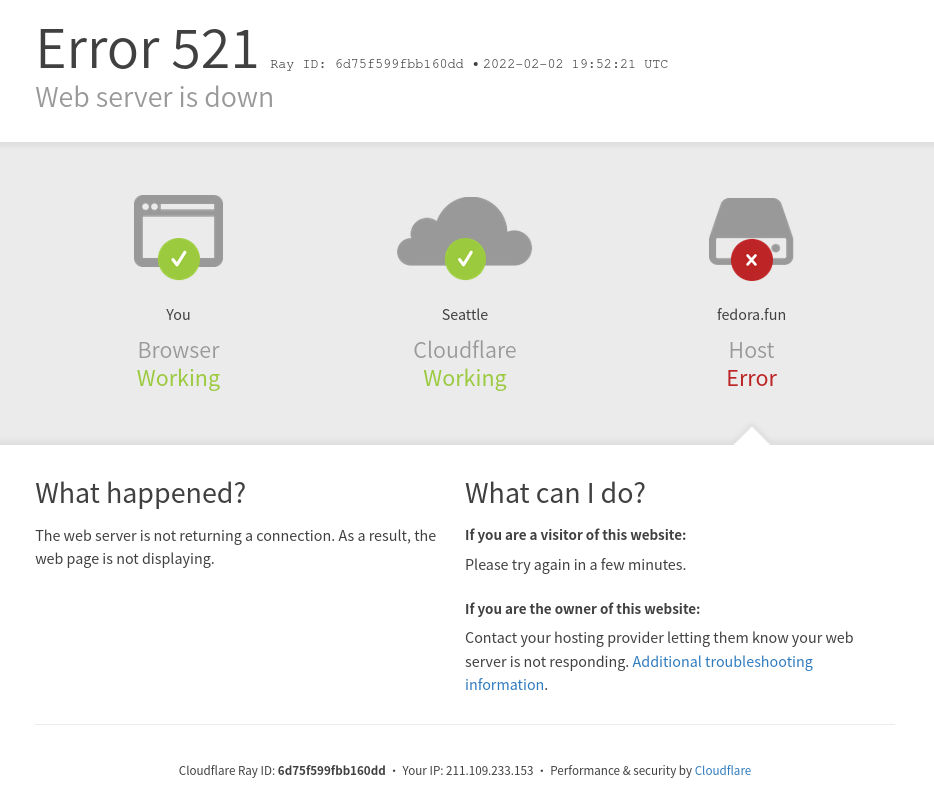 Error 521 Ray ID: 6d75f599fbb160dd • 2022-02-02 19:52:21 UTC
Web server is down
You
Browser
Working
Seattle
Cloudflare
Working
fedora.fun
Host
Error
What happened?
The web server is not returning a connection. As a result, the
web page is not displaying.
What can I do?
If you are a visitor of this website:
Please try again in a few minutes.
If you are the owner of this website:
Contact your hosting provider letting them know your web
server is not responding. Additional troubleshooting
information.
Cloudflare Ray ID: 6d75f599fbb160dd • Your IP: 211.109.233.153 • Performance & security by Cloudflare